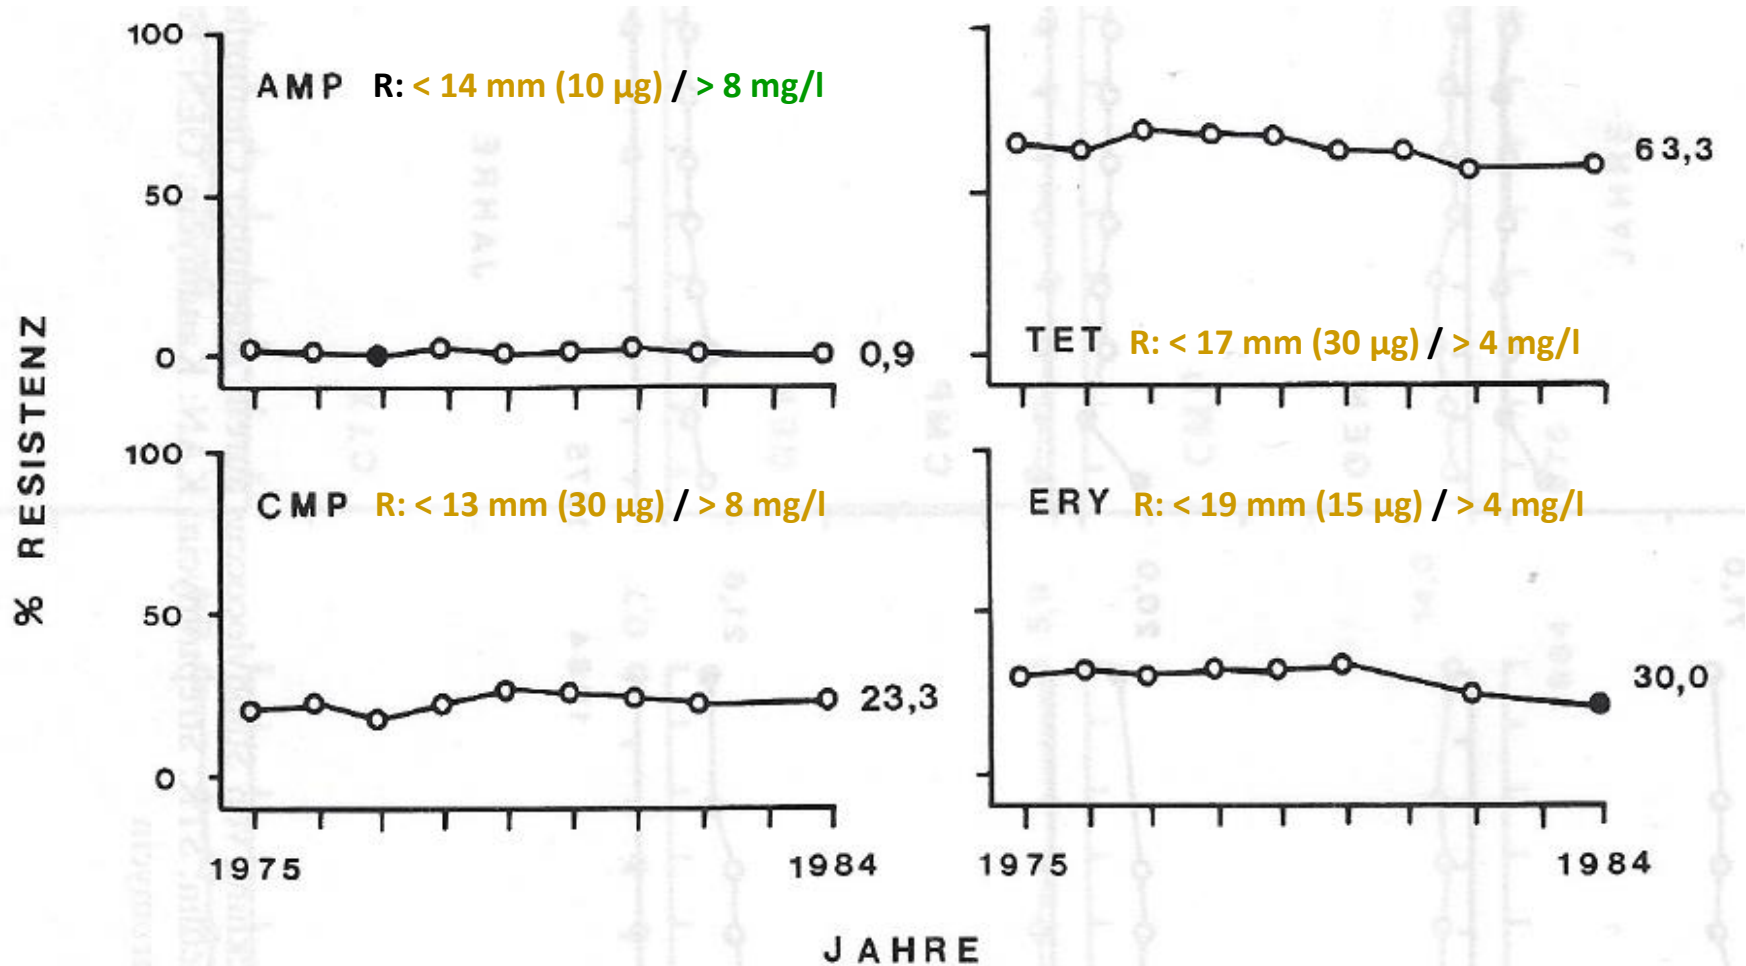 100
AMP R: < 14 mm (10 µg) / > 8 mg/l
50
0
0,9
63,3
TET R: < 17 mm (30 µg) / > 4 mg/l
% RESISTENZ
100
CMP R: < 13 mm (30 µg) / > 8 mg/l
50
0
23,3
1975
1984
ERY R: < 19 mm (15 µg) / > 4 mg/l
30,0
1975
1984
JAHRE